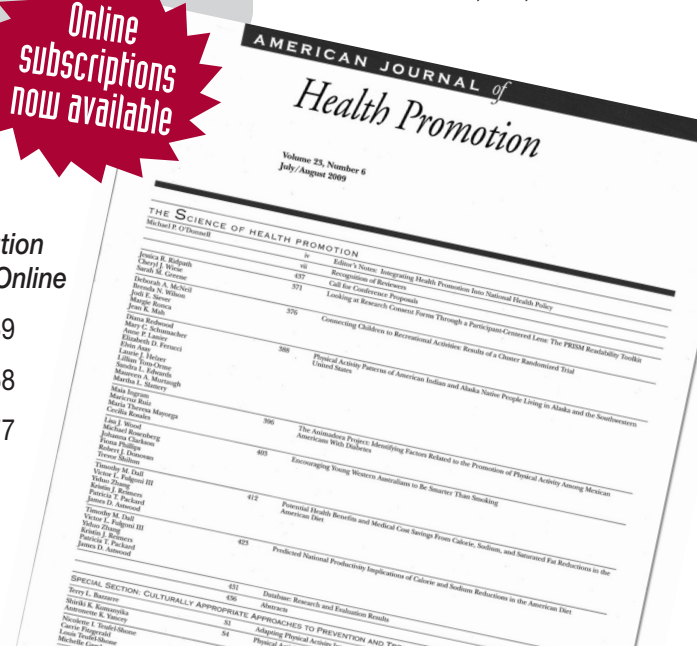 Online
subscriptions
now available
AMERICAN JOURNAL of
Health Promotion
Volume 23, Number 6
July/August 2009
THE SCIENCE OF HEALTH PROMOTION
Michael P. O'Donnell iv Editor's Notes: Integrating Health Promotion Into National Health Policy
vii Recognition of Reviewers
437 Call for Conference Proposals
Jessica R. Ridpath 371 Looking at Research Consent Forms Through a Participant-Centered Lens: The PRISM Readability Toolkit
Cheryl J. Wiese
Sarah M. Greene
Deborah A. McNeil 376 Connecting Children to Recreational Activities: Results of a Cluster Randomized Trial
Brenda N. Wilson
Jodi E. Siever
Margie Ronca
Jean K. Mah
Diana Redwood 388 Physical Activity Patterns of American Indian and Alaska Native People Living in Alaska and the Southwestern
United States
Mary C. Schumacher
Anne P. Lanier
Elizabeth D. Ferucci
Elvin Asay
Laurie J. Helzer
Lillian Tom-Orme
Sandra L. Edwards
Maureen A. Murtaugh
Martha L. Slattery
Maia Ingram 396 The Animadora Project: Identifying Factors Related to the Promotion of Physical Activity Among Mexican
Americans With Diabetes
Maricruz Ruiz
Maria Theresa Mayorga
Cecilia Rosales
Lisa J. Wood 403 Encouraging Young Western Australians to Be Smarter Than Smoking
Michael Rosenberg
Johanna Clarkson
Fiona Phillips
Robert J. Donovan
Trevor Shilton
Timothy M. Dall 412 Potential Health Benefits and Medical Cost Savings From Calorie, Sodium, and Saturated Fat Reductions in the
American Diet
Victor L. Fulgoni III
Yiduo Zhang
Kristin J. Reimers
Patricia T. Packard
James D. Astwood
Timothy M. Dall 423 Predicted National Productivity Implications of Calorie and Sodium Reductions in the American Diet
Victor L. Fulgoni III
Yiduo Zhang
Kristin J. Reimers
Patricia T. Packard
James D. Astwood
431 Database: Research and Evaluation Results
436 Abstracts
SPECIAL SECTION: CULTURALLY APPROPRIATE APPROACHES TO PREVENTION AND
Terry L. Bazzarre S1 Adapting Physical Activity
Shiriki K. Kumanyika S4 Physical
Antronette K. Yancey
Nicolette I. Teufel-Shone
Carrie Fitzgerald
Louis Teufel-Shone
Michelle
tion
Online
9
8
7